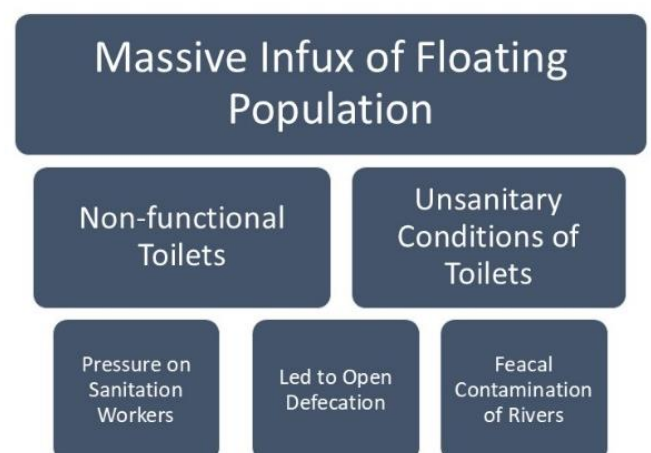 Massive Infux of Floating
Population
Non-functional
Toilets
Unsanitary
Conditions of
Toilets
Pressure on
Sanitation
Workers
Led to Open
Defecation
Feacal
Contamination
of Rivers